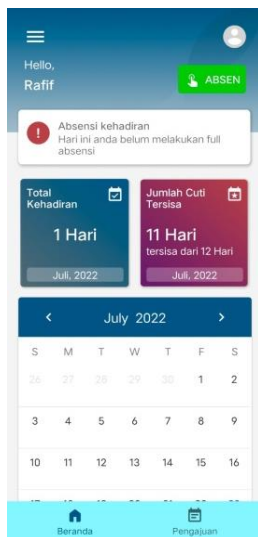 Hello,
Rafif
ABSEN
Absensi kehadiran
Hari ini anda belum melakukan full
absensi
Total
Kehadiran
1 Hari
Juli, 2022
Jumlah Cuti
Tersisa
11 Hari
tersisa dari 12 Hari
Juli, 2022
July 2022
S M T W T F S
26 27 28 29 30 1 2
3 4 5 6 7 8 9
10 11 12 13 14 15 16
Beranda
Pengajuan